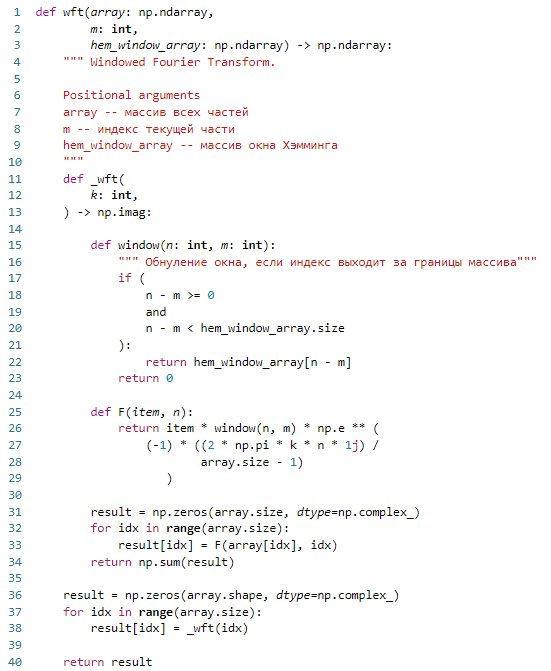 1 def wft(array: np.ndarray,
2         m: int,
3         hem_window_array: np.ndarray) -> np.ndarray:
4     """ Windowed Fourier Transform.
5
6     Positional arguments
7     array -- массив всех частей
8     m -- индекс текущей части
9     hem_window_array -- массив окна Хэмминга
10     """
11     def _wft(
12         k: int,
13     ) -> np.imag:
14
15         def window(n: int, m: int):
16             """ Обнуление окна, если индекс выходит за границы массива"""
17             if (
18                 n - m >= 0
19                 and
20                 n - m < hem_window_array.size
21             ):
22                 return hem_window_array[n - m]
23             return 0
24
25         def F(item, n):
26             return item * window(n, m) * np.e ** (
27                 (-1) * ((2 * np.pi * k * n * 1j) /
28                         array.size - 1)
29                    )
30
31         result = np.zeros(array.size, dtype=np.complex_)
32         for idx in range(array.size):
33             result[idx] = F(array[idx], idx)
34         return np.sum(result)
35
36     result = np.zeros(array.shape, dtype=np.complex_)
37     for idx in range(array.size):
38         result[idx] = _wft(idx)
39
40     return result